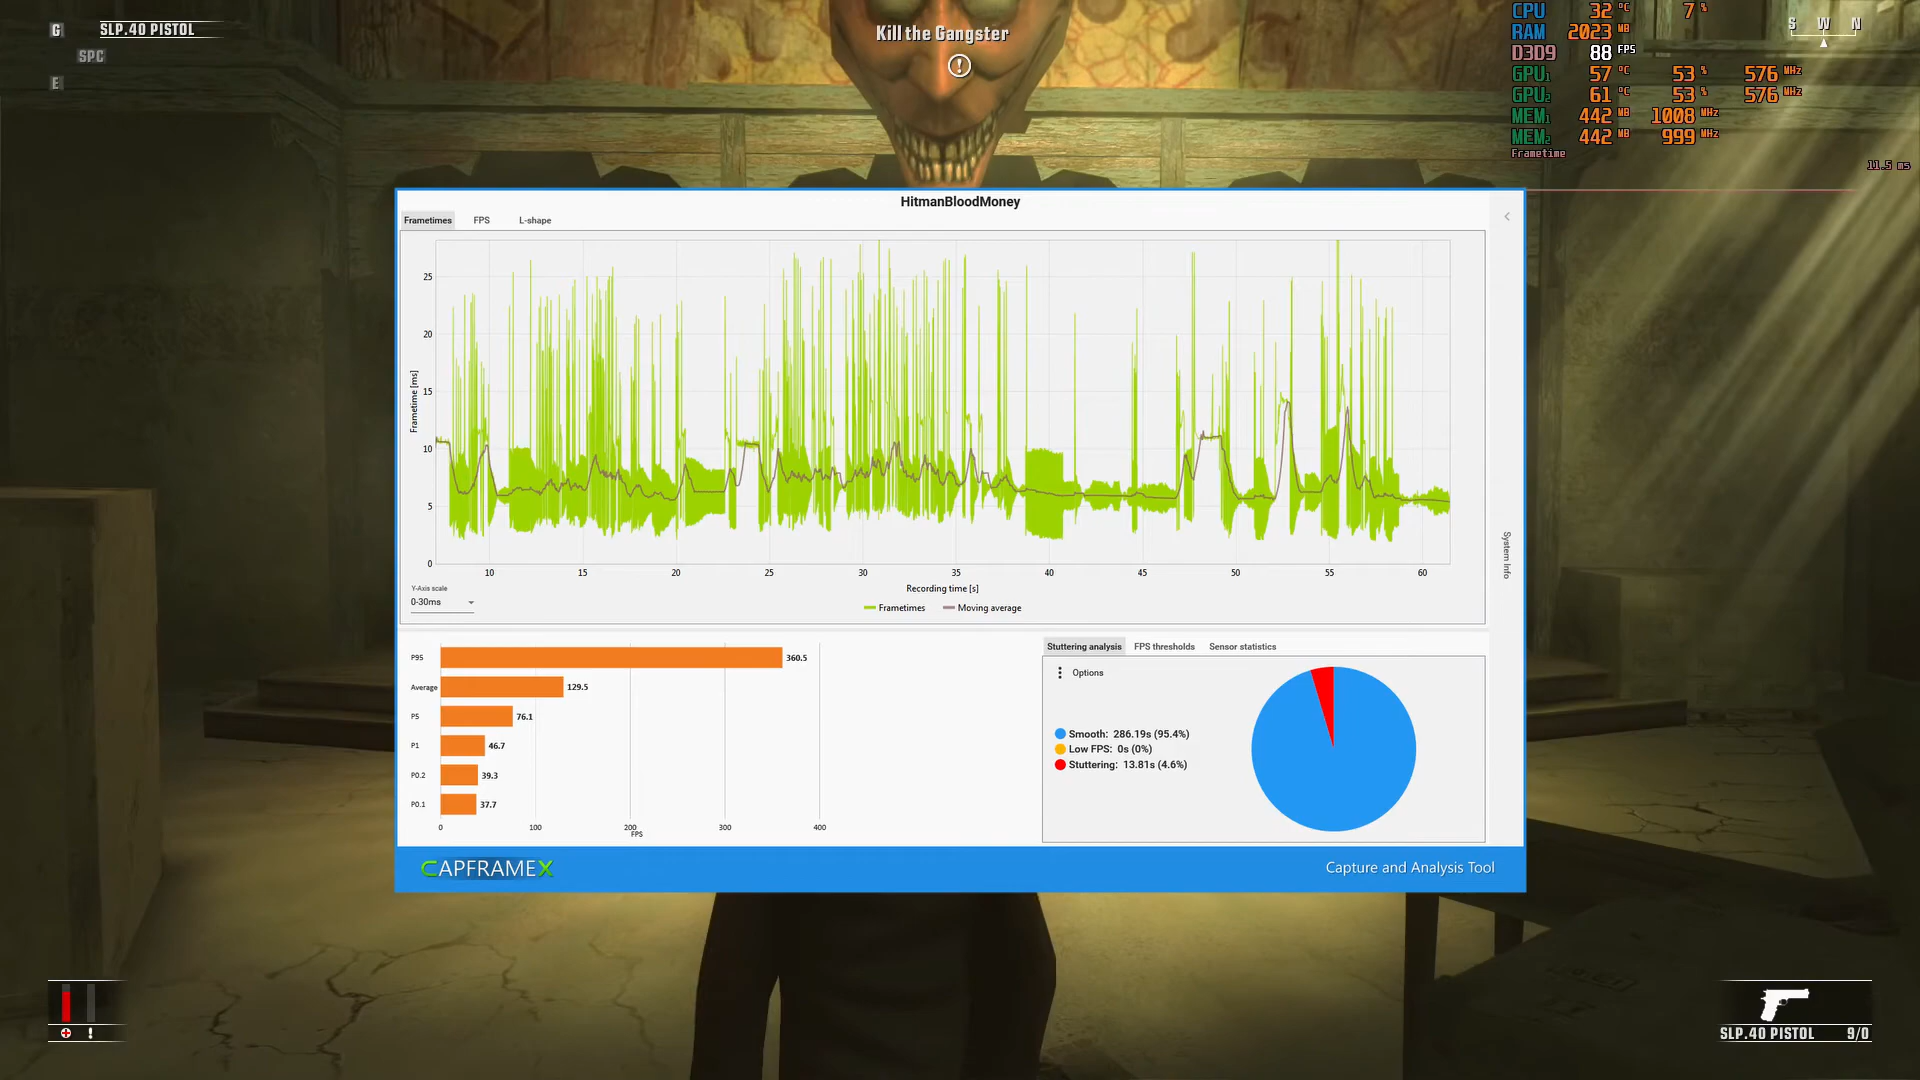 G SLP.40 PISTOL
SPC
E
Kill the Gangster
S W N
CPU 32 °C 7 %
RAM 2023 MB
D3D9 88 FPS
GPU1 57 °C 53 % 576 MHz
GPU2 61 °C 53 % 576 MHz
MEM1 442 MB 1008 MHz
MEM2 442 MB 999 MHz
Frametime
11.5 ms
HitmanBloodMoney
Frametimes FPS L-shape
Frametime [ms]
25
20
15
10
5
0
10 15 20 25 30 35 40 45 50 55 60
Recording time [s]
Y-Axis scale
0-30ms
Frametimes Moving average
System Info
P95 360.5
Average 129.5
P5 76.1
P1 46.7
P0.2 39.3
P0.1 37.7
0 100 200 300 400
FPS
Stuttering analysis FPS thresholds Sensor statistics
Options
Smooth: 286.19s (95.4%)
Low FPS: 0s (0%)
Stuttering: 13.81s (4.6%)
CAPFRAMEX
Capture and Analysis Tool
SLP.40 PISTOL 9/0